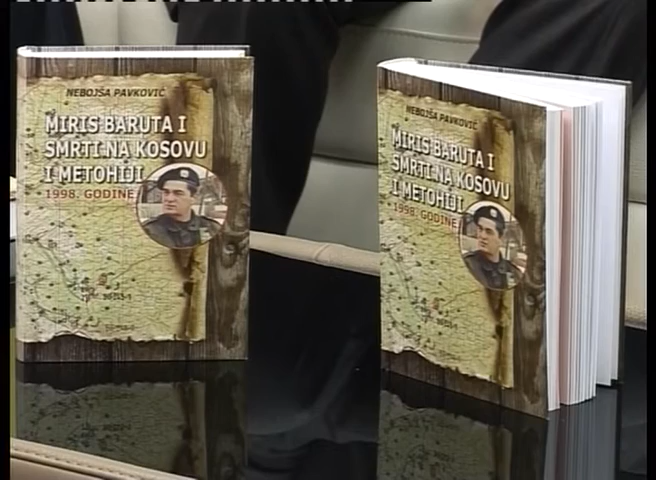 NEBOJŠA PAVKOVIĆ
MIRIS BARUTA I
SMRTI NA KOSOVU
I METOHIJI
1998. GODINE
NEBOJŠA PAVKOVIĆ
MIRIS BARUTA I
SMRTI NA KOSOVU
I METOHIJI
1998. GODINE